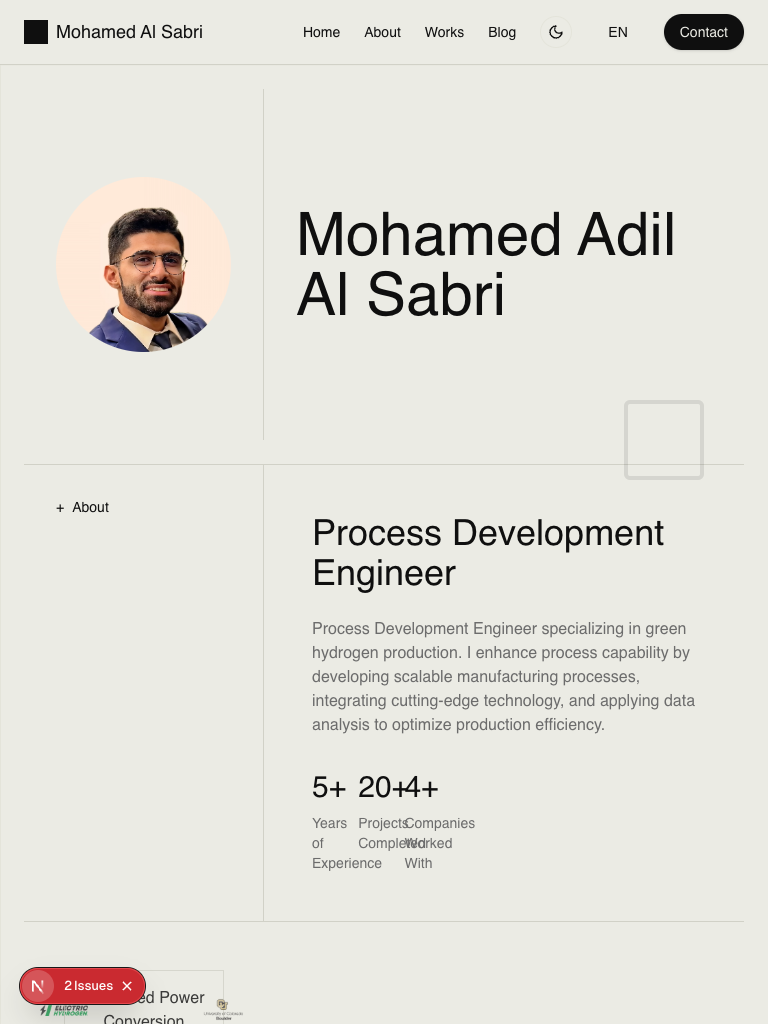 Mohamed Al Sabri
Home
About
Works
Blog
EN
Contact
Mohamed Adil
Al Sabri
+ About
Process Development
Engineer
Process Development Engineer specializing in green
hydrogen production. I enhance process capability by
developing scalable manufacturing processes,
integrating cutting-edge technology, and applying data
analysis to optimize production efficiency.
5+
Years
of
Experience
20+
Projects
Completed
4+
Companies
Worked
With
2 Issues
ed Power
Conversion
ELECTRIC
HYDROGEN
Boulder